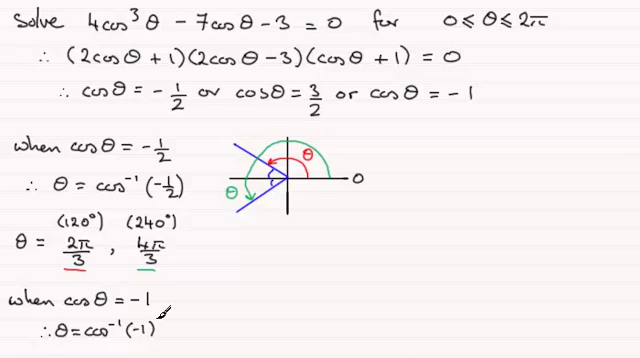 Solve 4cos³θ - 7cosθ - 3 = 0 for 0 ≤ θ ≤ 2π
∴ (2cosθ + 1)(2cosθ - 3)(cosθ + 1) = 0
∴ cosθ = -1/2 or cosθ = 3/2 or cosθ = -1
when cosθ = -1/2
∴ θ = cos⁻¹(-1/2)
(120°) (240°)
θ = 2π/3 , 4π/3
θ
θ
0
when cosθ = -1
∴ θ = cos⁻¹(-1)